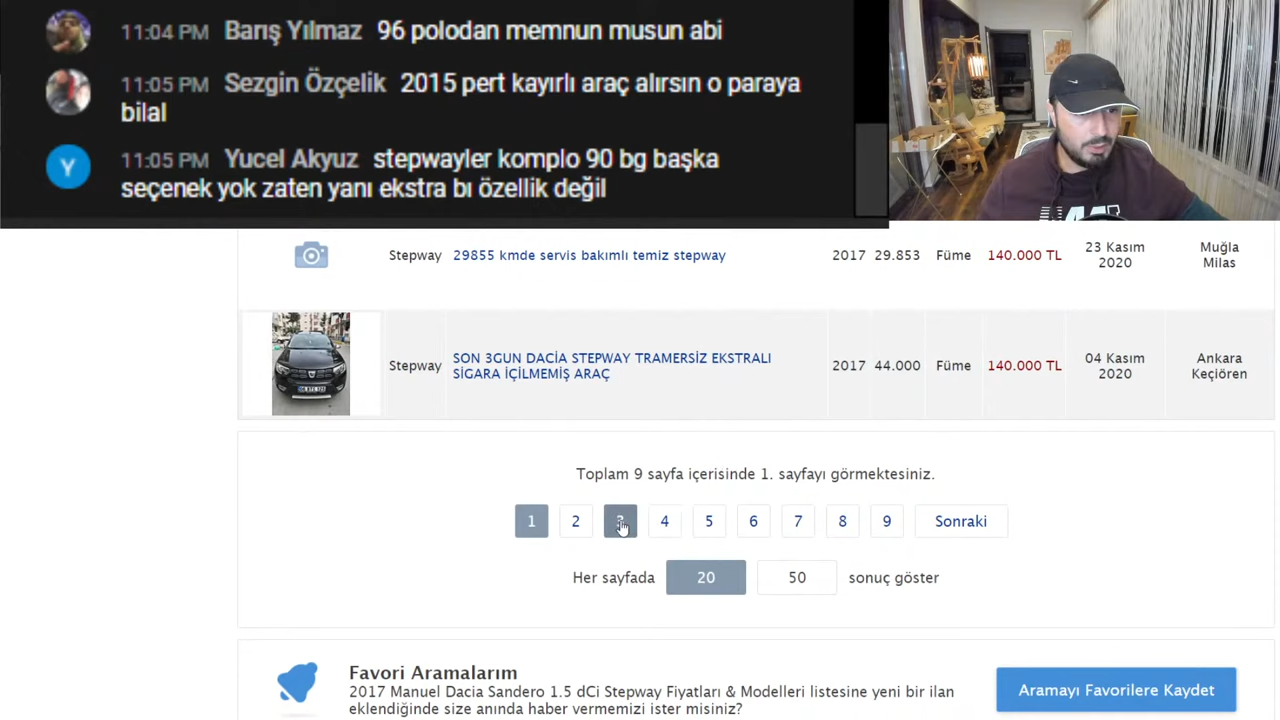 11:04 PM Barış Yılmaz 96 polodan memnun musun abi
11:05 PM Sezgin Özçelik 2015 pert kayırlı araç alırsın o paraya
bilal
Y
11:05 PM Yucel Akyuz stepwayler komplo 90 bg başka
seçenek yok zaten yanı ekstra bı özellik değil
Stepway 29855 kmde servis bakımlı temiz stepway 2017 29.853 Füme 140.000 TL 23 Kasım
2020 Muğla
Milas
Stepway SON 3GUN DACİA STEPWAY TRAMERSİZ EKSTRALI
SİGARA İÇİLMEMİŞ ARAÇ 2017 44.000 Füme 140.000 TL 04 Kasım
2020 Ankara
Keçiören
Toplam 9 sayfa içerisinde 1. sayfayı görmektesiniz.
1 2 3 4 5 6 7 8 9 Sonraki
Her sayfada 20 50 sonuç göster
Favori Aramalarım
2017 Manuel Dacia Sandero 1.5 dCi Stepway Fiyatları & Modelleri listesine yeni bir ilan
eklendiğinde size anında haber vermemizi ister misiniz?
Aramayı Favorilere Kaydet